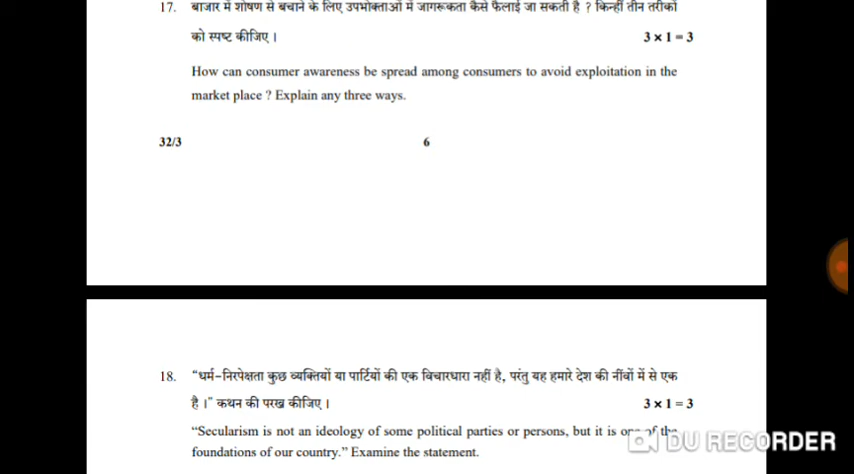 17. बाजार में शोषण से बचाने के लिए उपभोक्ताओं में जागरूकता कैसे फैलाई जा सकती है ? किन्हीं तीन तरीकों
को स्पष्ट कीजिए । 3 × 1 = 3
How can consumer awareness be spread among consumers to avoid exploitation in the
market place ? Explain any three ways.
32/3 6
18. “धर्म-निरपेक्षता कुछ व्यक्तियों या पार्टियों की एक विचारधारा नहीं है, परंतु यह हमारे देश की नींवों में से एक
है ।” कथन की परख कीजिए । 3 × 1 = 3
“Secularism is not an ideology of some political parties or persons, but it is one of the
foundations of our country.” Examine the statement.
DU RECORDER